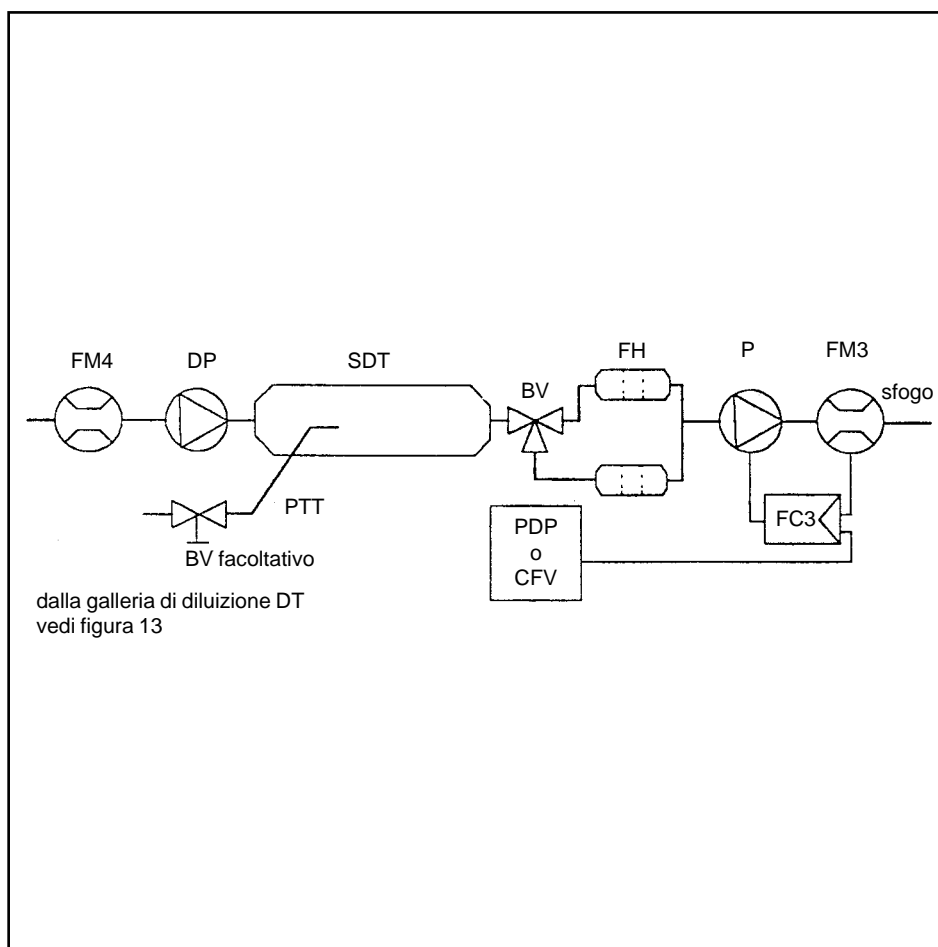 FM4
DP
SDT
BV
FH
P
FM3
sfogo
PTT
BV facoltativo
FC3
PDP
o
CFV
dalla galleria di diluizione DT
vedi figura 13